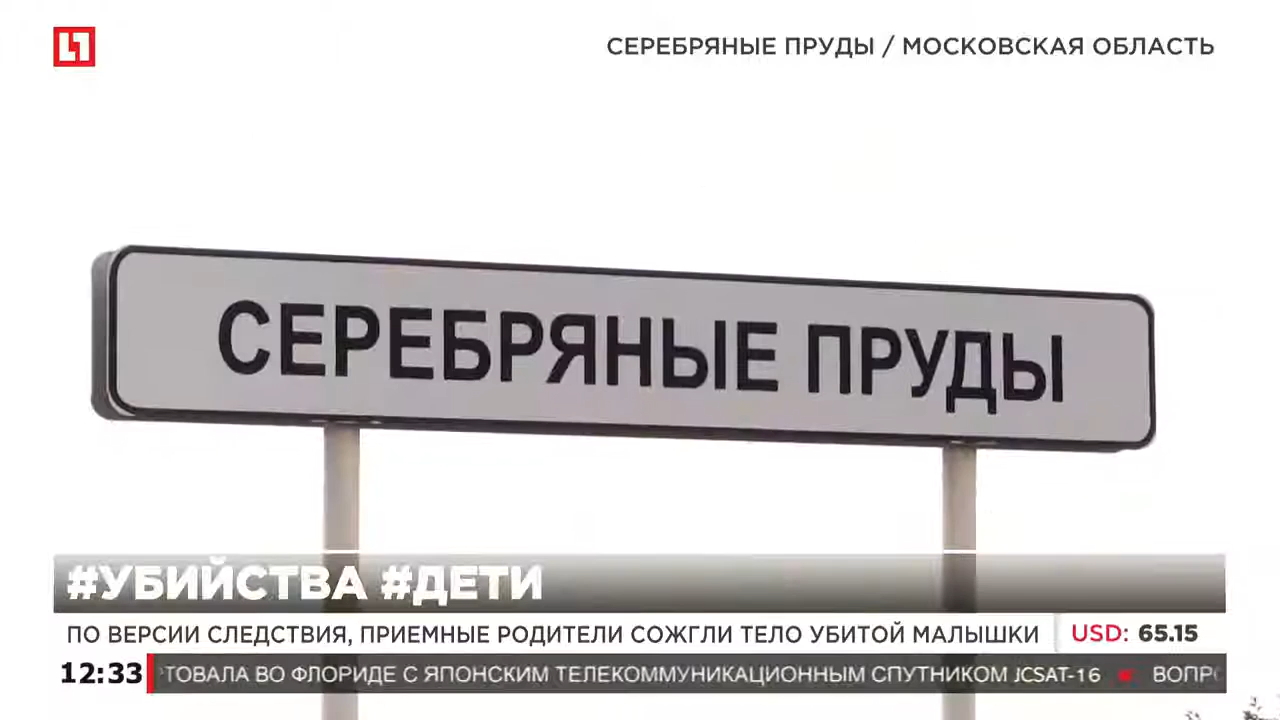 СЕРЕБРЯНЫЕ ПРУДЫ / МОСКОВСКАЯ ОБЛАСТЬ
СЕРЕБРЯНЫЕ ПРУДЫ
#УБИЙСТВА #ДЕТИ
ПО ВЕРСИИ СЛЕДСТВИЯ, ПРИЕМНЫЕ РОДИТЕЛИ СОЖГЛИ ТЕЛО УБИТОЙ МАЛЫШКИ
USD: 65.15
12:33
ВО ФЛОРИДЕ С ЯПОНСКИМ ТЕЛЕКОММУНИКАЦИОННЫМ СПУТНИКОМ JCSAT-16